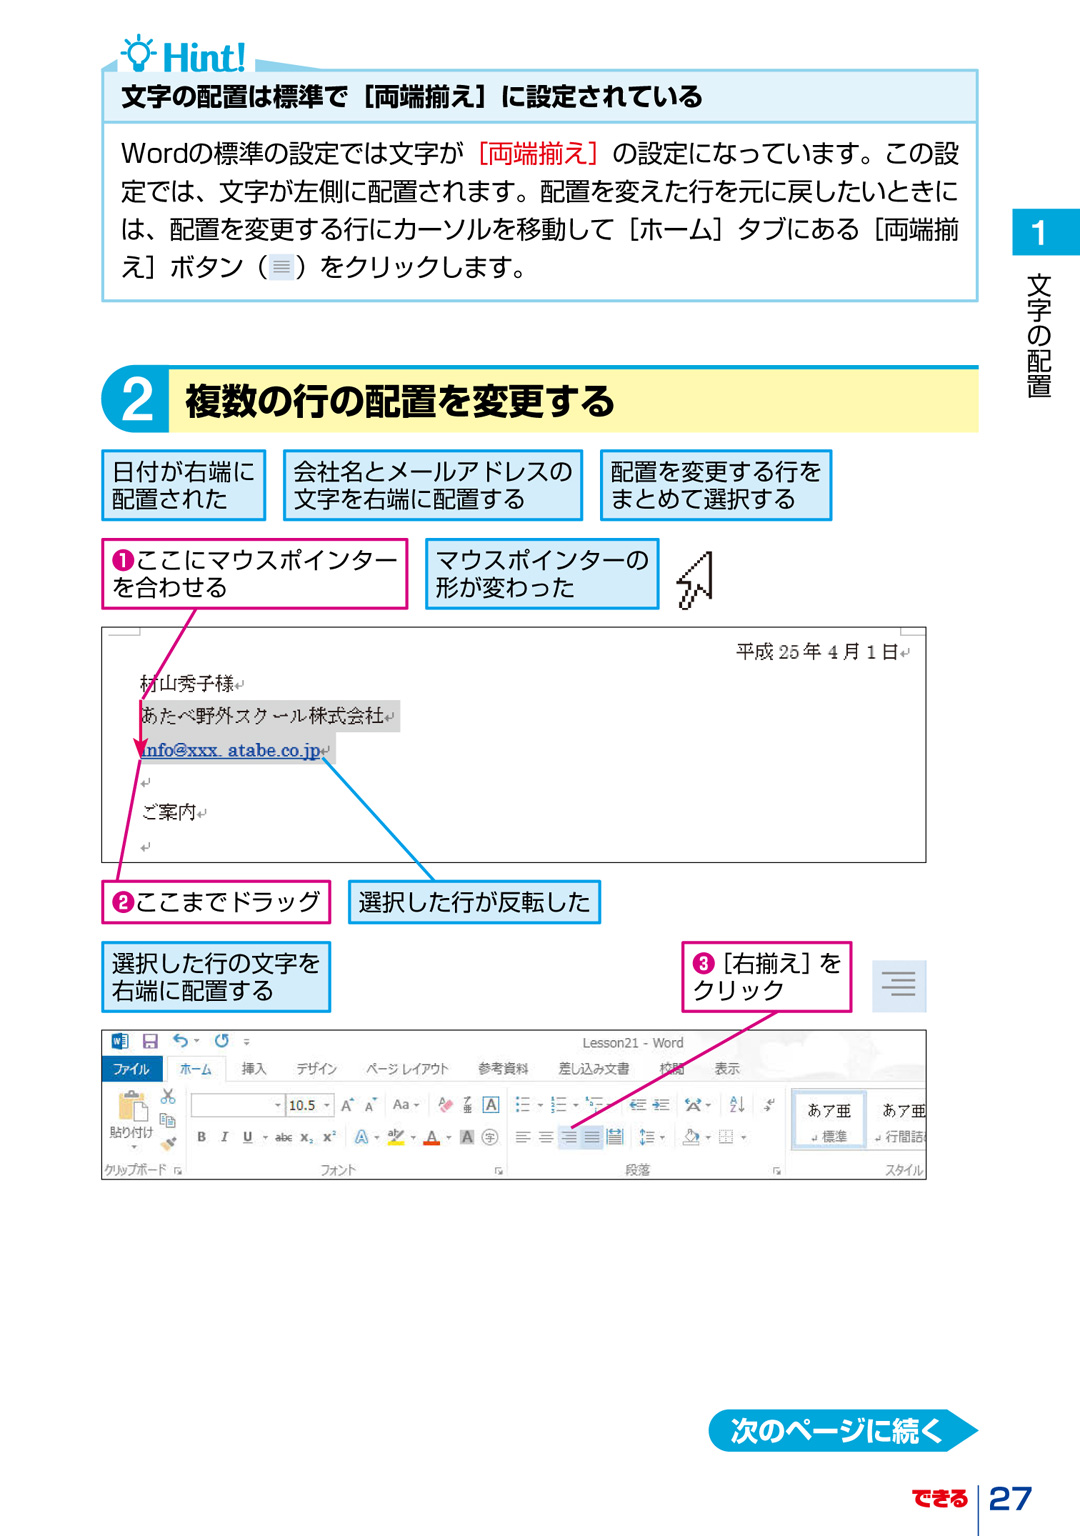 Hint!
文字の配置は標準で［両端揃え］に設定されている
Wordの標準の設定では文字が［両端揃え］の設定になっています。この設
定では、文字が左側に配置されます。配置を変えた行を元に戻したいときに
は、配置を変更する行にカーソルを移動して［ホーム］タブにある［両端揃
え］ボタン（）をクリックします。
1
文字の配置
2 複数の行の配置を変更する
日付が右端に
配置された
会社名とメールアドレスの
文字を右端に配置する
配置を変更する行を
まとめて選択する
❶ここにマウスポインター
を合わせる
マウスポインターの
形が変わった
平成 25 年 4 月 1 日↵
村山秀子様↵
あたべ野外スクール株式会社↵
info@xxx. atabe.co.jp↵
↵
ご案内↵
↵
❷ここまでドラッグ
選択した行が反転した
選択した行の文字を
右端に配置する
❸［右揃え］を
クリック
Lesson21 - Word
ファイル ホーム 挿入 デザイン ページ レイアウト 参考資料 差し込み文書 校閲 表示
10.5 A A Aa A あア亜 あア亜
貼り付け B I U abc X₂ X² A ab A A 字 ↵標準 ↵行間詰
クリップボード フォント 段落 スタイル
次のページに続く
できる 27